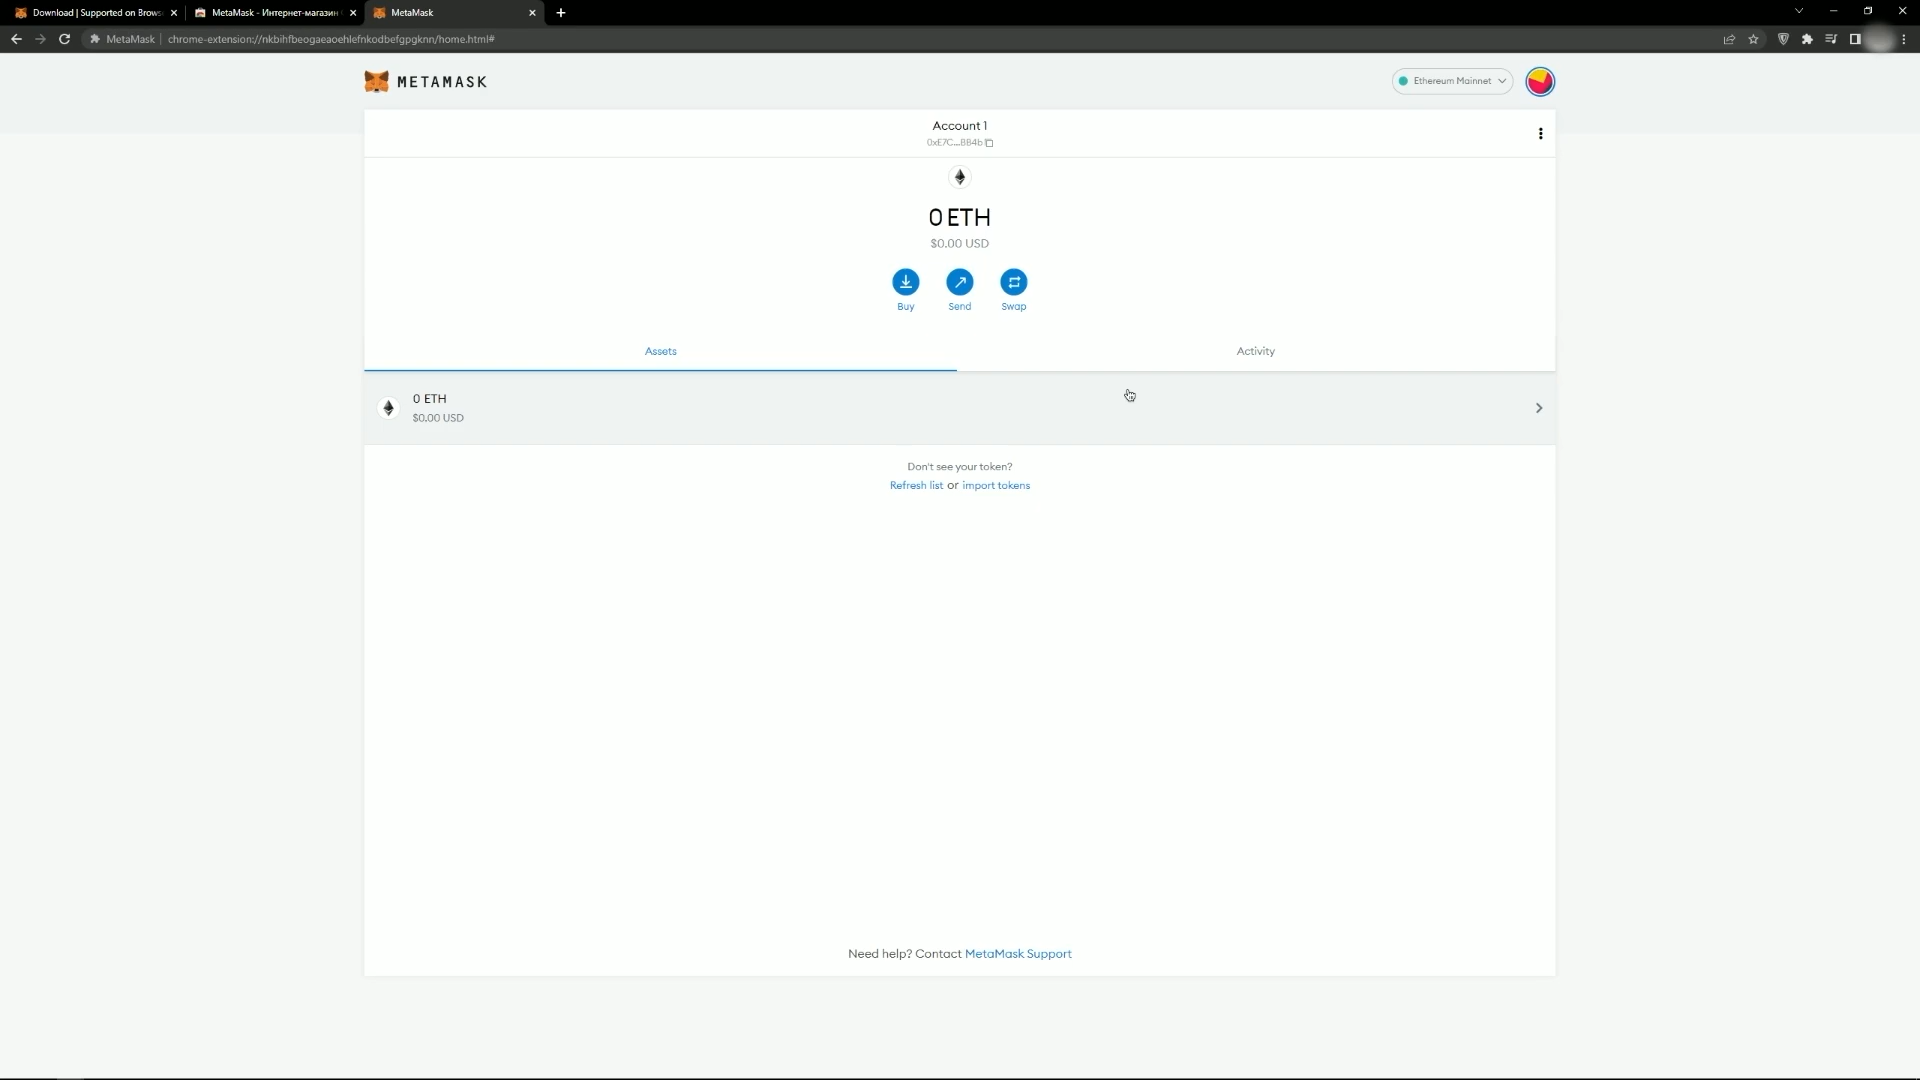 Download | Supported on Brows
MetaMask - Интернет-магазин
MetaMask
MetaMask
chrome-extension://nkbihfbeogaeaoehlefnkodbefgpgknn/home.html#
METAMASK
Ethereum Mainnet
Account 1
0xE7C...BB4b
0 ETH
$0.00 USD
Buy
Send
Swap
Assets
Activity
0 ETH
$0.00 USD
Don't see your token?
Refresh list or import tokens
Need help? Contact MetaMask Support